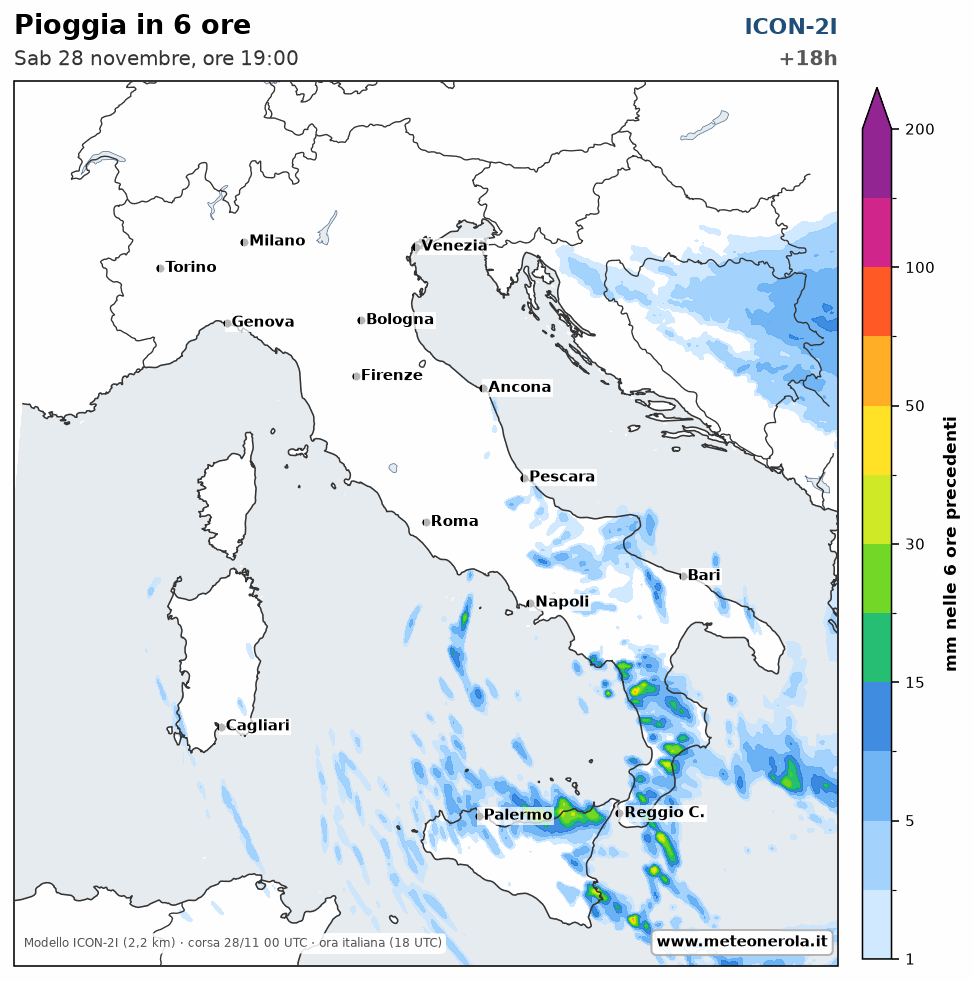 Pioggia in 6 ore
ICON-2I
Sab 28 novembre, ore 19:00
+18h
200
100
50
30
15
5
1
mm nelle 6 ore precedenti
Milano
Venezia
Torino
Genova
Bologna
Firenze
Ancona
Pescara
Roma
Bari
Napoli
Cagliari
Palermo
Reggio C.
Modello ICON-2I (2,2 km) · corsa 28/11 00 UTC · ora italiana (18 UTC)
www.meteonerola.it